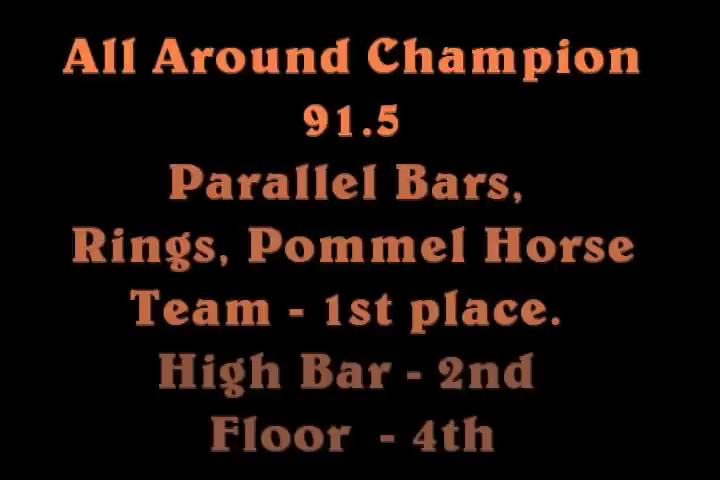 All Around Champion
91.5
Parallel Bars,
Rings, Pommel Horse
Team - 1st place.
High Bar - 2nd
Floor - 4th